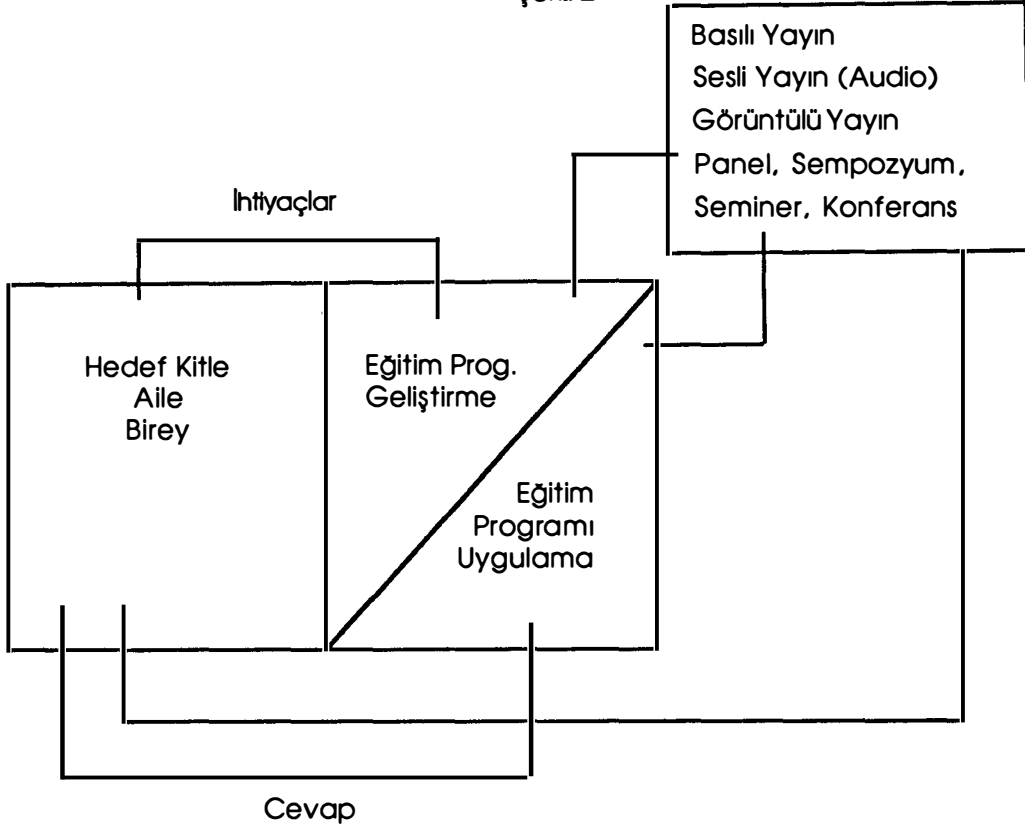 Basılı Yayın
Sesli Yayın (Audio)
Görüntülü Yayın
Panel, Sempozyum,
Seminer, Konferans
İhtiyaçlar
Hedef Kitle
Aile
Birey
Eğitim Prog.
Geliştirme
Eğitim
Programı
Uygulama
Cevap